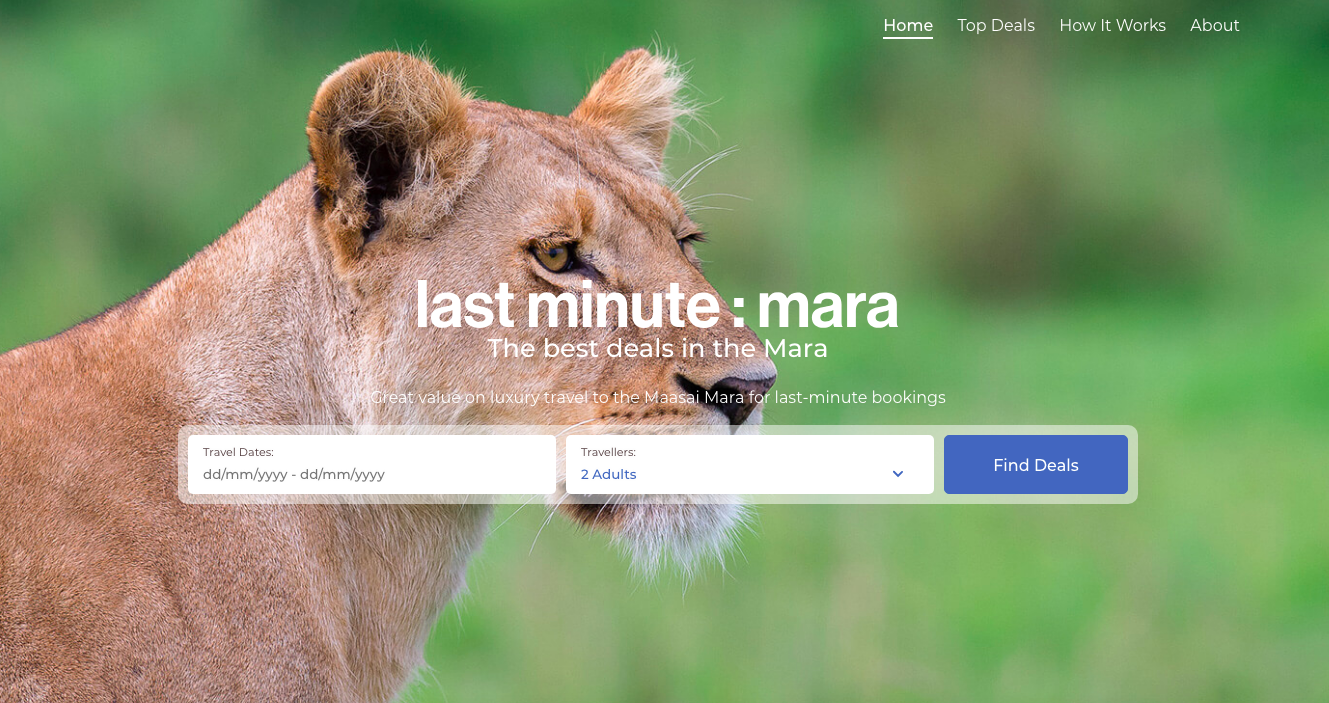 Home Top Deals How It Works About
last minute : mara
The best deals in the Mara
Great value on luxury travel to the Maasai Mara for last-minute bookings
Travel Dates:
dd/mm/yyyy - dd/mm/yyyy
Travellers:
2 Adults
Find Deals